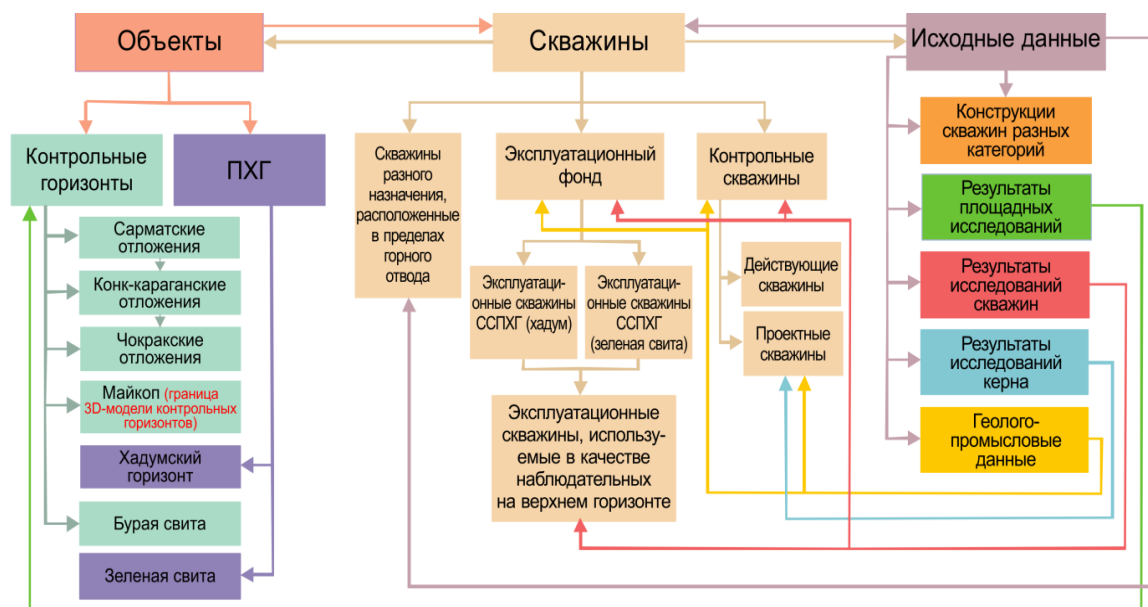 Объекты
Скважины
Исходные данные
Контрольные
горизонты
ПХГ
Сарматские
отложения
Конк-караганские
отложения
Чокракские
отложения
Майкоп (граница
3D-модели контрольных
горизонтов)
Хадумский
горизонт
Бурая свита
Зеленая свита
Скважины
разного
назначения,
расположенные
в пределах
горного
отвода
Эксплуатационный
фонд
Контрольные
скважины
Эксплуатаци-
онные скважины
ССПХГ (хадум)
Эксплуатаци-
онные скважины
ССПХГ
(зеленая свита)
Действующие
скважины
Проектные
скважины
Эксплуатационные
скважины, использу-
емые в качестве
наблюдательных
на верхнем горизонте
Конструкции
скважин разных
категорий
Результаты
площадных
исследований
Результаты
исследований
скважин
Результаты
исследований
керна
Геолого-
промысловые
данные